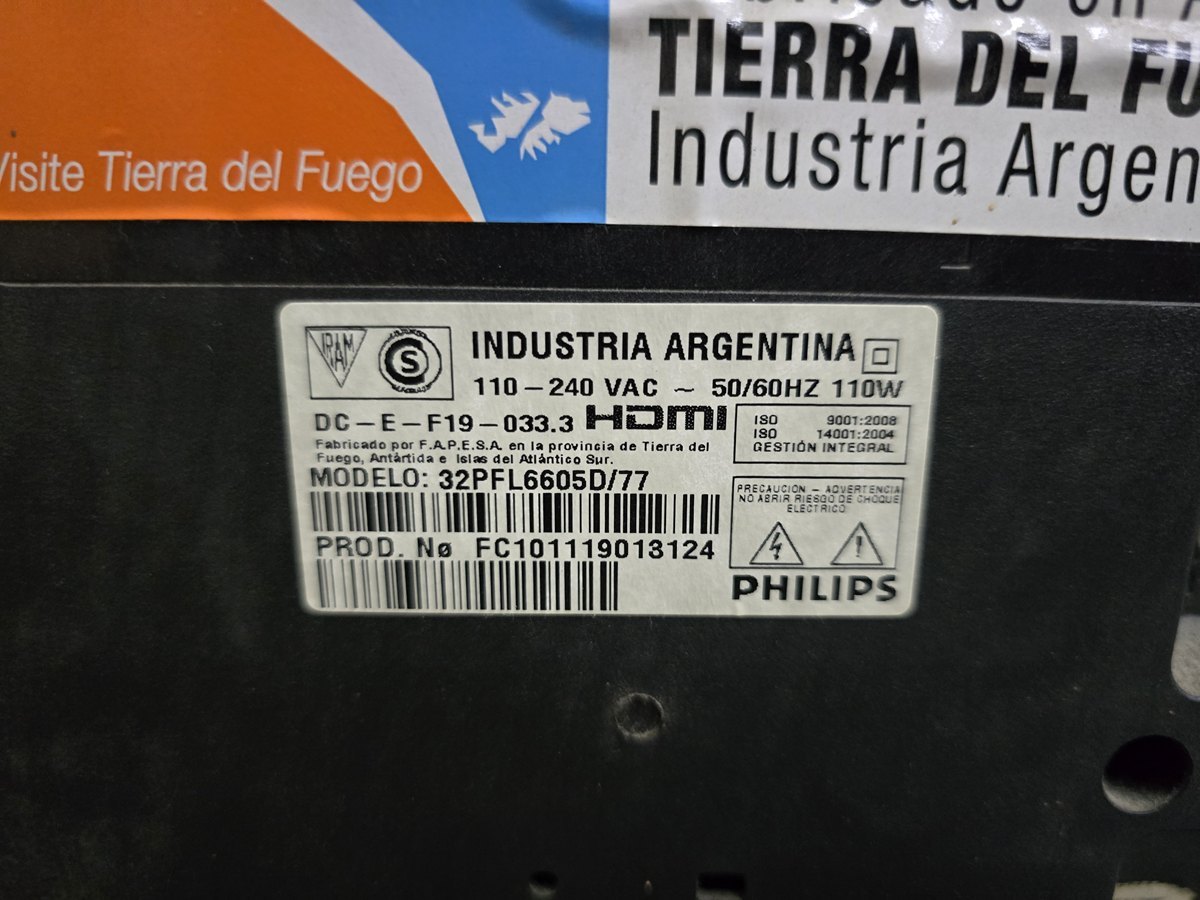 TIERRA DEL FU
Industria Argen
Visite Tierra del Fuego
IRAM
S
INDUSTRIA ARGENTINA
110 – 240 VAC ~ 50/60HZ 110W
DC – E – F19 – 033.3 HDMI
Fabricado por F.A.P.E.S.A. en la provincia de Tierra del
Fuego, Antártida e Islas del Atlántico Sur.
MODELO: 32PFL6605D/77
PROD. Nø FC101119013124
ISO 9001:2008
ISO 14001:2004
GESTIÓN INTEGRAL
PRECAUCION – ADVERTENCIA
NO ABRIR RIESGO DE CHOQUE
ELECTRICO
PHILIPS